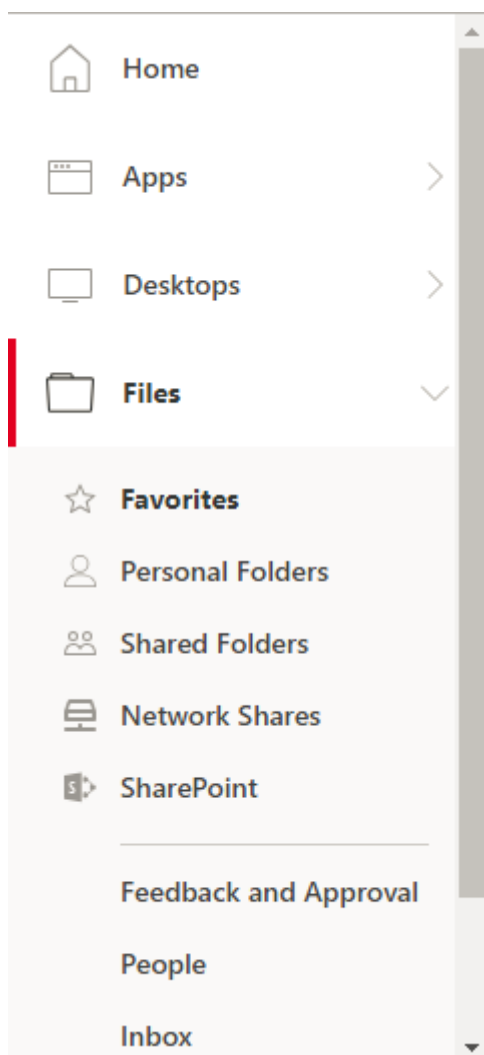 Home
Apps
Desktops
Files
Favorites
Personal Folders
Shared Folders
Network Shares
SharePoint
Feedback and Approval
People
Inbox